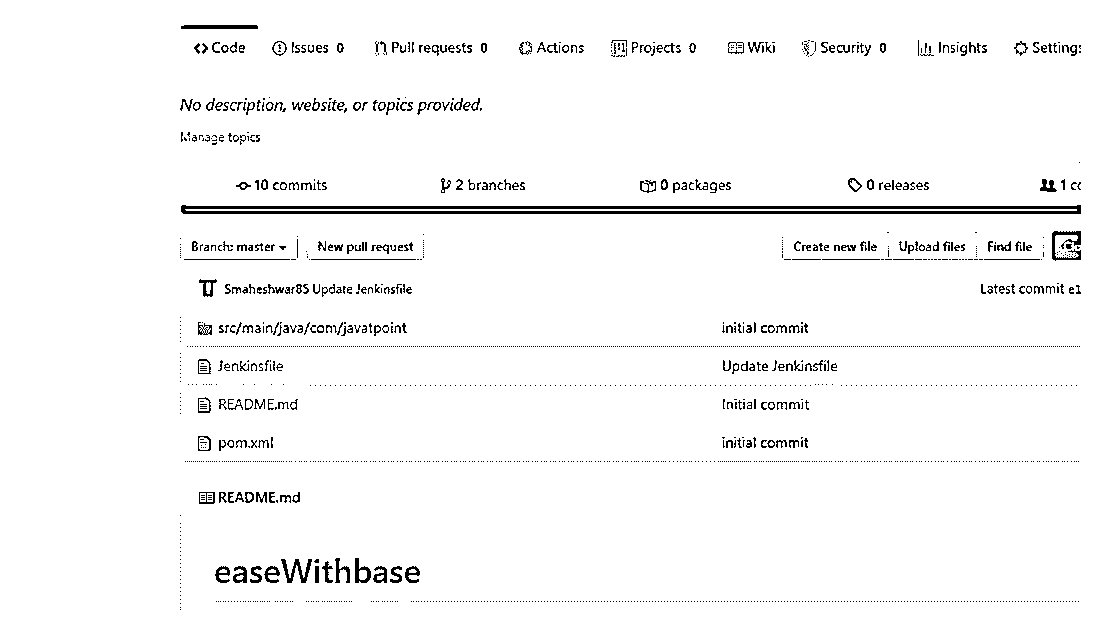 Code Issues 0 Pull requests 0 Actions Projects 0 Wiki Security 0 Insights Settings
No description, website, or topics provided.
Manage topics
10 commits 2 branches 0 packages 0 releases 1 co
Branch: master New pull request Create new file Upload files Find file
Smaheshwar85 Update Jenkinsfile Latest commit e1
src/main/java/com/javatpoint Initial commit
Jenkinsfile Update Jenkinsfile
README.md Initial commit
pom.xml Initial commit
README.md
easeWithbase